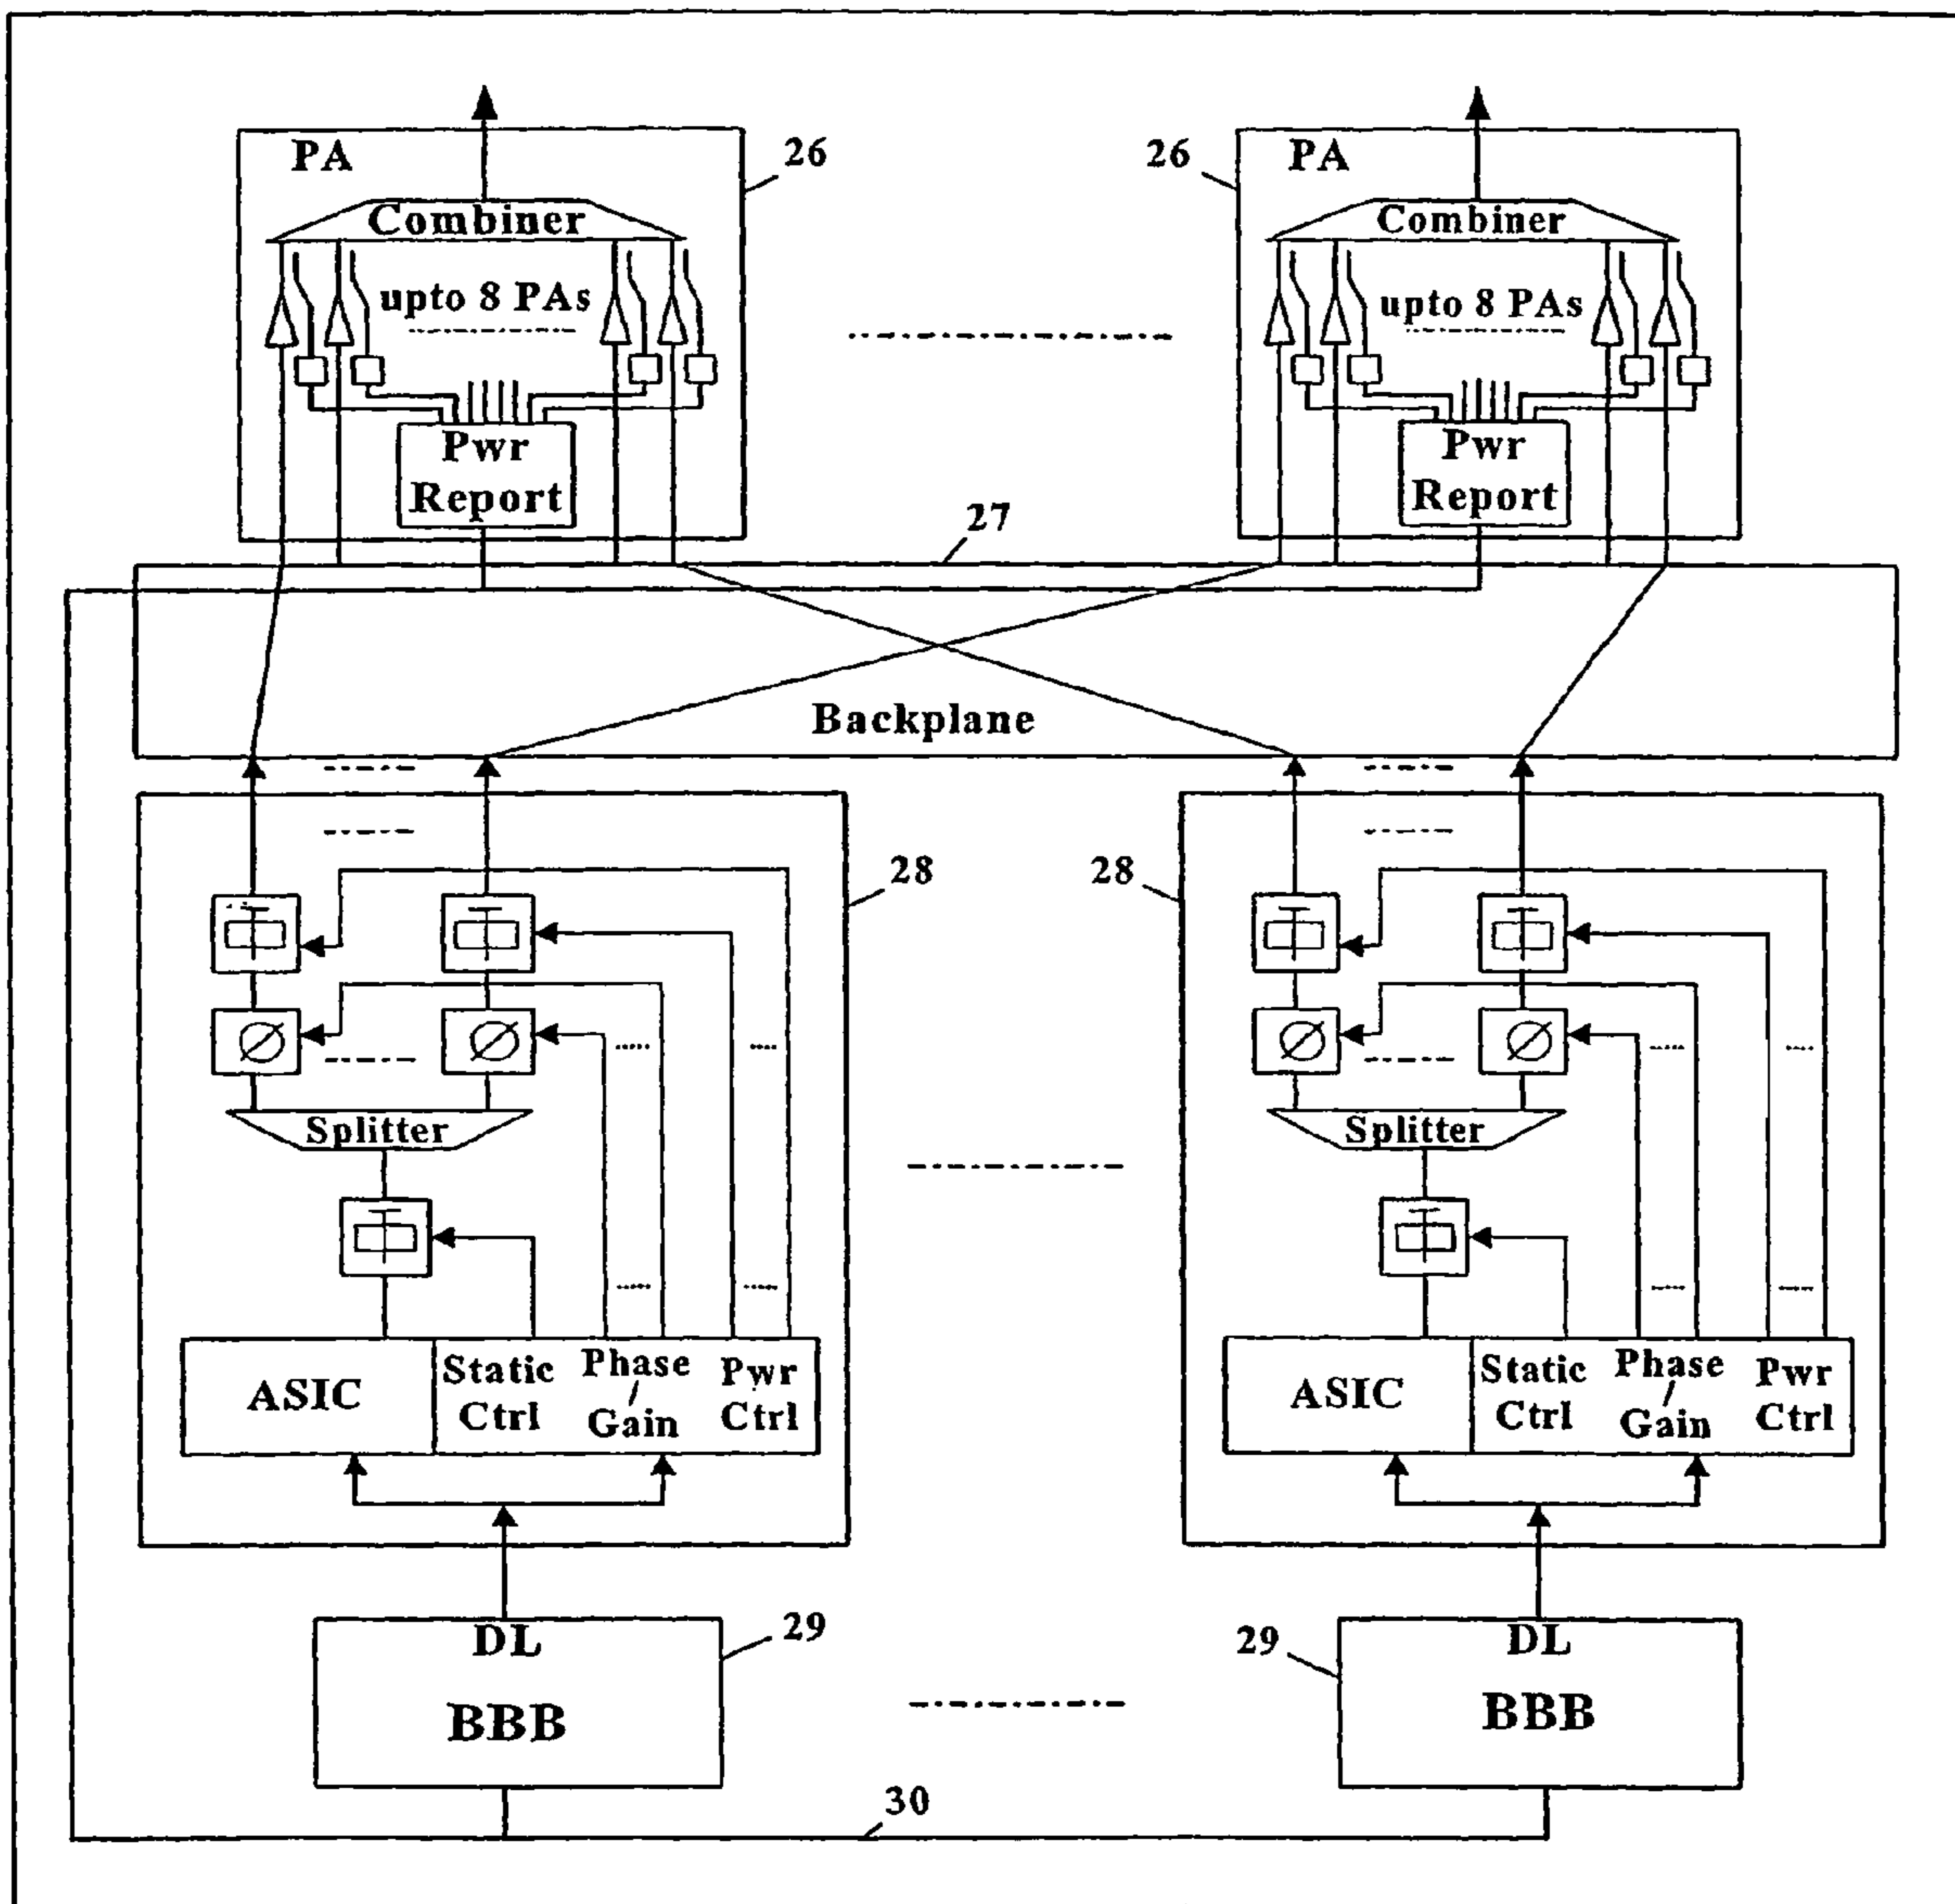 PA
26
26
PA
Combiner
Combiner
upto 8 PAs
upto 8 PAs
Pwr
Report
Pwr
Report
27
Backplane
28
28
Splitter
Splitter
ASIC
Static
Ctrl
Phase
/
Gain
Pwr
Ctrl
ASIC
Static
Ctrl
Phase
/
Gain
Pwr
Ctrl
DL
BBB
29
29
DL
BBB
30